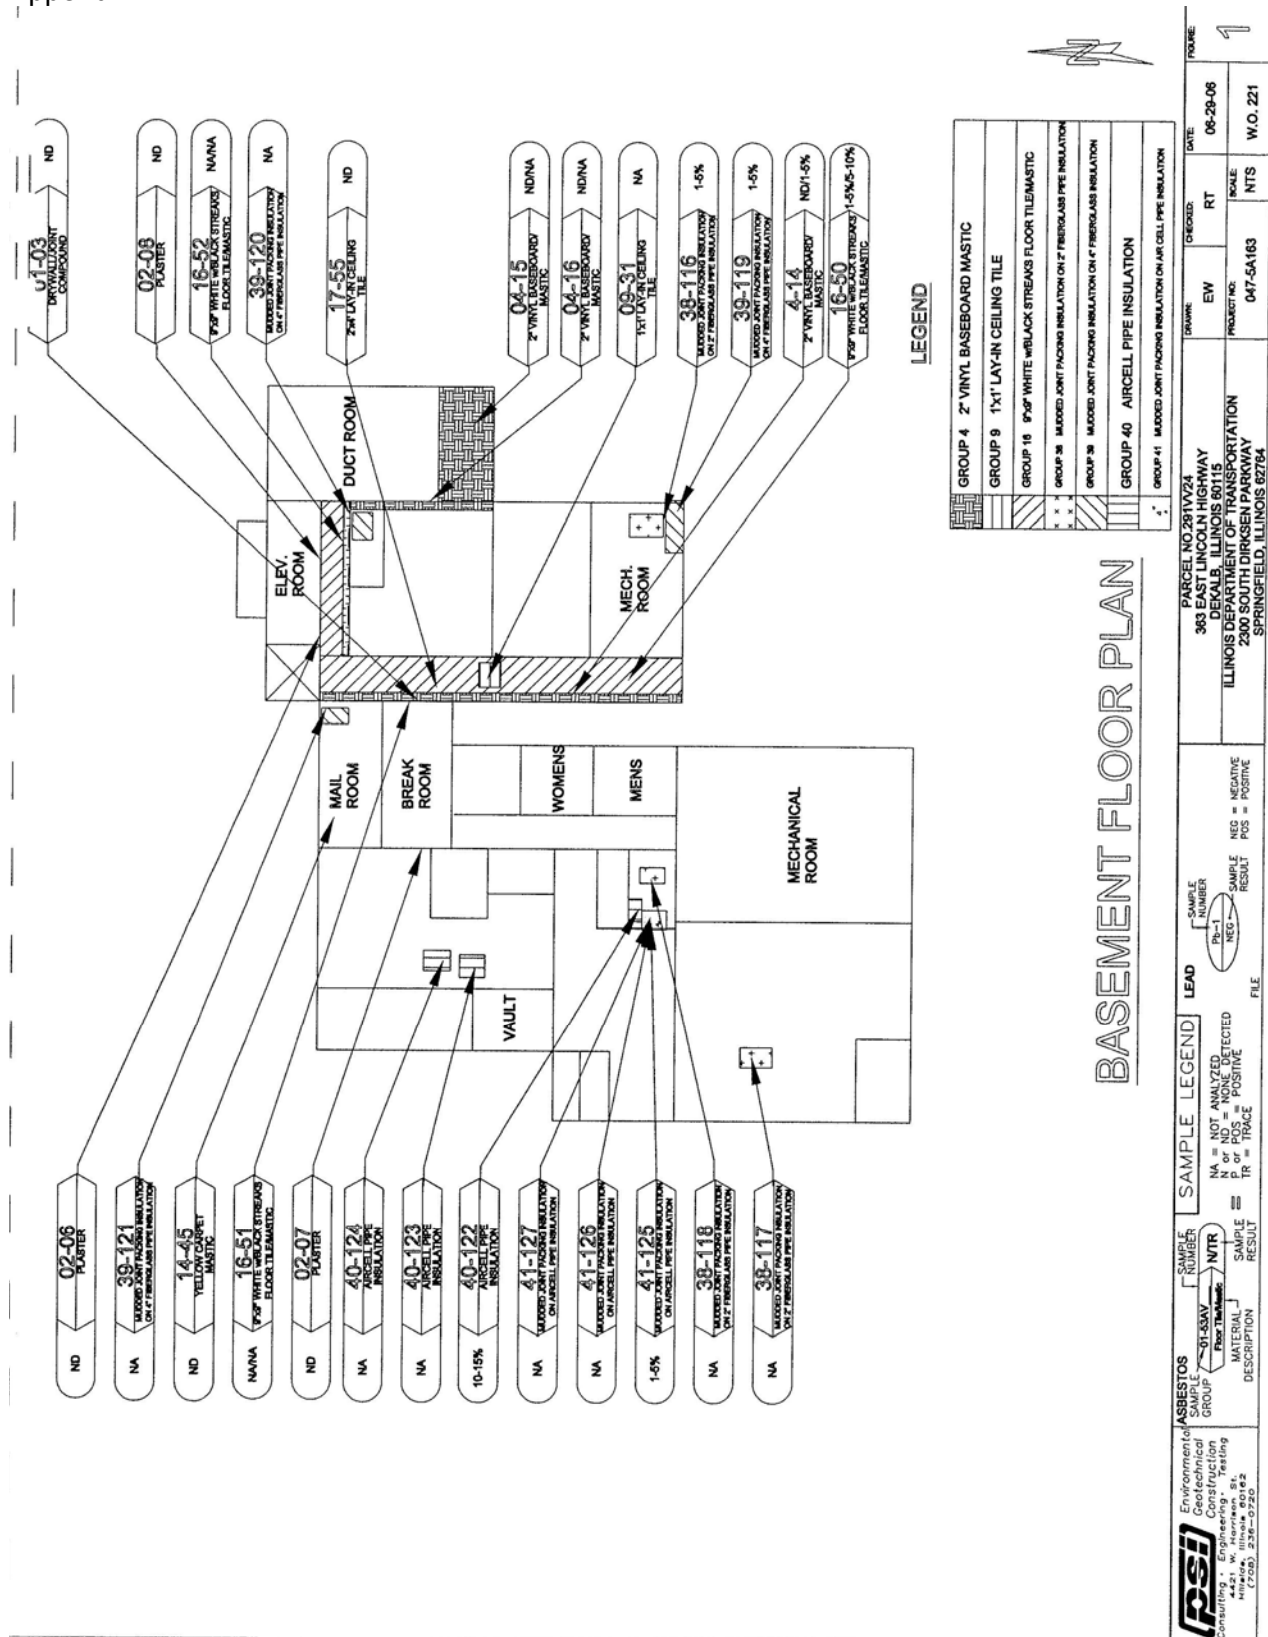 01-03
DRYWALL/JOINT
COMPOUND
ND
02-08
PLASTER
ND
16-52
9"x9" WHITE w/BLACK STREAKS
FLOOR TILE/MASTIC
NA/NA
39-120
MUDDED JOINT PACKING INSULATION
ON 4" FIBERGLASS PIPE INSULATION
NA
17-55
2'x4' LAY-IN CEILING
TILE
ND
04-15
2" VINYL BASEBOARD/
MASTIC
ND/NA
04-16
2" VINYL BASEBOARD/
MASTIC
ND/NA
09-31
1'x1' LAY-IN CEILING
TILE
NA
38-116
MUDDED JOINT PACKING INSULATION
ON 2" FIBERGLASS PIPE INSULATION
1-5%
39-119
MUDDED JOINT PACKING INSULATION
ON 4" FIBERGLASS PIPE INSULATION
1-5%
4-14
2" VINYL BASEBOARD/
MASTIC
ND/1-5%
16-50
9"x9" WHITE w/BLACK STREAKS
FLOOR TILE/MASTIC
1-5%/5-10%
ELEV.
ROOM
DUCT ROOM
MECH.
ROOM
MAIL
ROOM
BREAK
ROOM
WOMENS
MENS
MECHANICAL
ROOM
VAULT
02-06
PLASTER
ND
39-121
MUDDED JOINT PACKING INSULATION
ON 4" FIBERGLASS PIPE INSULATION
NA
14-45
YELLOW CARPET
MASTIC
ND
16-51
9"x9" WHITE w/BLACK STREAKS
FLOOR TILE/MASTIC
NA/NA
02-07
PLASTER
ND
40-124
AIRCELL PIPE
INSULATION
NA
40-123
AIRCELL PIPE
INSULATION
NA
40-122
AIRCELL PIPE
INSULATION
10-15%
41-127
MUDDED JOINT PACKING INSULATION
ON AIRCELL PIPE INSULATION
NA
41-126
MUDDED JOINT PACKING INSULATION
ON AIRCELL PIPE INSULATION
NA
41-125
MUDDED JOINT PACKING INSULATION
ON AIRCELL PIPE INSULATION
1-5%
38-118
MUDDED JOINT PACKING INSULATION
ON 2" FIBERGLASS PIPE INSULATION
NA
38-117
MUDDED JOINT PACKING INSULATION
ON 2" FIBERGLASS PIPE INSULATION
NA
N
LEGEND
GROUP 4 2" VINYL BASEBOARD MASTIC
GROUP 9 1'x1' LAY-IN CEILING TILE
GROUP 16 9"x9" WHITE w/BLACK STREAKS FLOOR TILE/MASTIC
GROUP 38 MUDDED JOINT PACKING INSULATION ON 2" FIBERGLASS PIPE INSULATION
GROUP 39 MUDDED JOINT PACKING INSULATION ON 4" FIBERGLASS PIPE INSULATION
GROUP 40 AIRCELL PIPE INSULATION
GROUP 41 MUDDED JOINT PACKING INSULATION ON AIR CELL PIPE INSULATION
BASEMENT FLOOR PLAN
psi
Environmental
Geotechnical
Construction
Consulting · Engineering · Testing
4421 W. Harrison St.
Hillside, Illinois 60162
(708) 236-0720
ASBESTOS
SAMPLE LEGEND
SAMPLE
GROUP
SAMPLE
NUMBER
01-53AV
Floor Tile/Mastic
N/TR
MATERIAL
DESCRIPTION
SAMPLE
RESULT
=
NA = NOT ANALYZED
N or ND = NONE DETECTED
P or POS = POSITIVE
TR = TRACE
LEAD
SAMPLE
NUMBER
Pb-1
NEG
SAMPLE
RESULT
NEG = NEGATIVE
POS = POSITIVE
FILE
PARCEL NO.291VV24
363 EAST LINCOLN HIGHWAY
DEKALB, ILLINOIS 60115
ILLINOIS DEPARTMENT OF TRANSPORTATION
2300 SOUTH DIRKSEN PARKWAY
SPRINGFIELD, ILLINOIS 62764
DRAWN:
EW
CHECKED:
RT
DATE:
06-29-06
FIGURE:
1
PROJECT NO:
047-5A163
SCALE:
NTS
W.O. 221